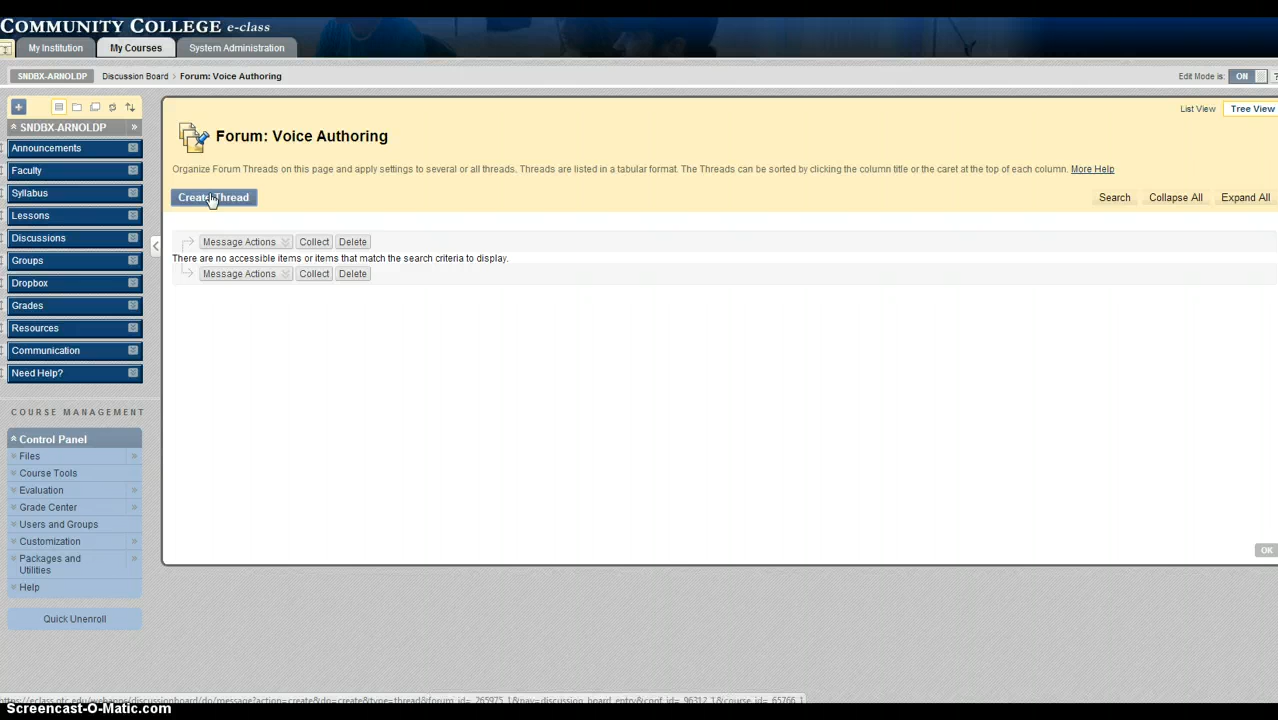 COMMUNITY COLLEGE e-class
My Institution
My Courses
System Administration
SNDBX-ARNOLDP
Discussion Board > Forum: Voice Authoring
Edit Mode is: ON ?
SNDBX-ARNOLDP
Announcements
Faculty
Syllabus
Lessons
Discussions
Groups
Dropbox
Grades
Resources
Communication
Need Help?
COURSE MANAGEMENT
Control Panel
Files
Course Tools
Evaluation
Grade Center
Users and Groups
Customization
Packages and
Utilities
Help
Quick Unenroll
List View
Tree View
Forum: Voice Authoring
Organize Forum Threads on this page and apply settings to several or all threads. Threads are listed in a tabular format. The Threads can be sorted by clicking the column title or the caret at the top of each column. More Help
Create Thread
Search
Collapse All
Expand All
Message Actions
Collect
Delete
There are no accessible items or items that match the search criteria to display.
Message Actions
Collect
Delete
OK
Screencast-O-Matic.com